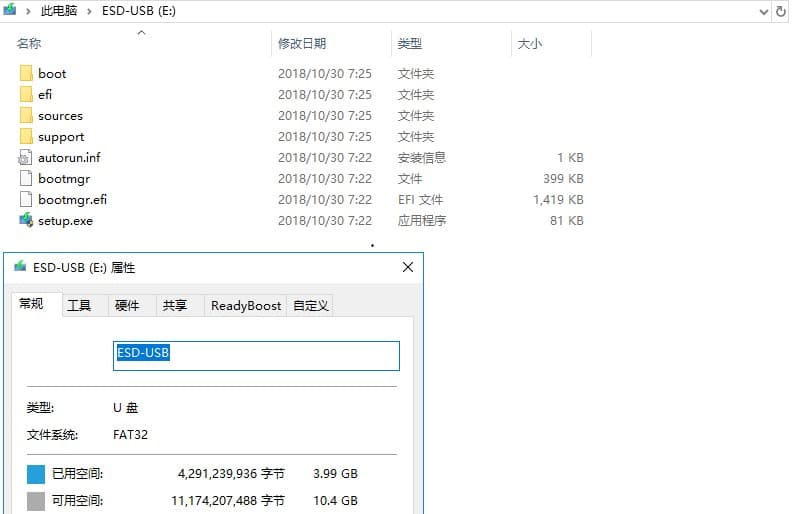 此电脑 > ESD-USB (E:)
名称 修改日期 类型 大小
boot 2018/10/30 7:25 文件夹
efi 2018/10/30 7:25 文件夹
sources 2018/10/30 7:25 文件夹
support 2018/10/30 7:25 文件夹
autorun.inf 2018/10/30 7:22 安装信息 1 KB
bootmgr 2018/10/30 7:22 文件 399 KB
bootmgr.efi 2018/10/30 7:22 EFI 文件 1,419 KB
setup.exe 2018/10/30 7:22 应用程序 81 KB
ESD-USB (E:) 属性
常规 工具 硬件 共享 ReadyBoost 自定义
ESD-USB
类型: U 盘
文件系统: FAT32
已用空间: 4,291,239,936 字节 3.99 GB
可用空间: 11,174,207,488 字节 10.4 GB